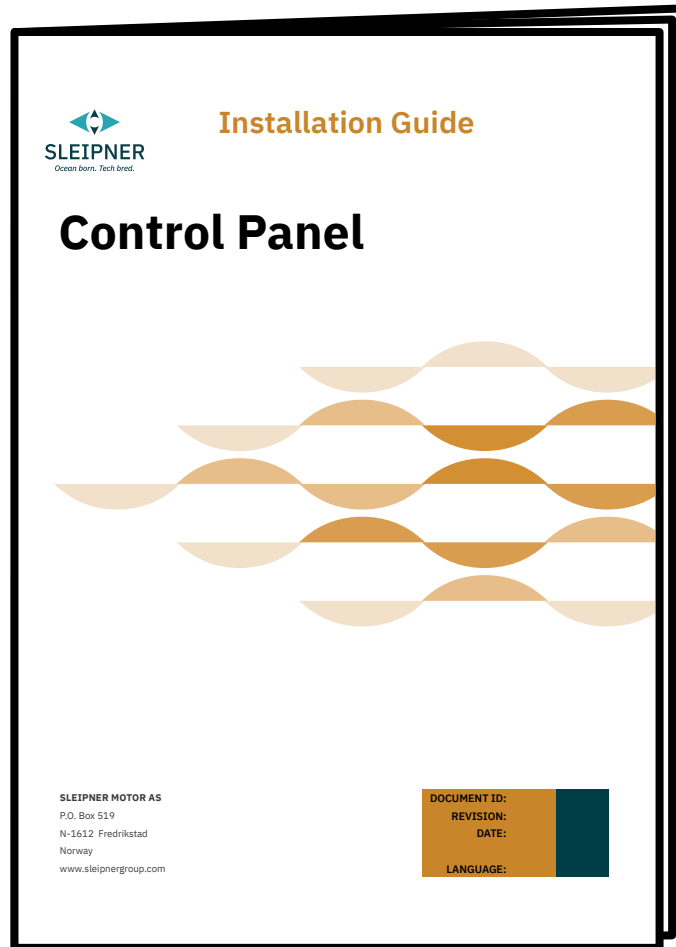 Installation Guide
SLEIPNER
Ocean born. Tech bred.
Control Panel
SLEIPNER MOTOR AS
P.O. Box 519
N-1612 Fredrikstad
Norway
www.sleipnergroup.com
DOCUMENT ID:
REVISION:
DATE:
LANGUAGE: